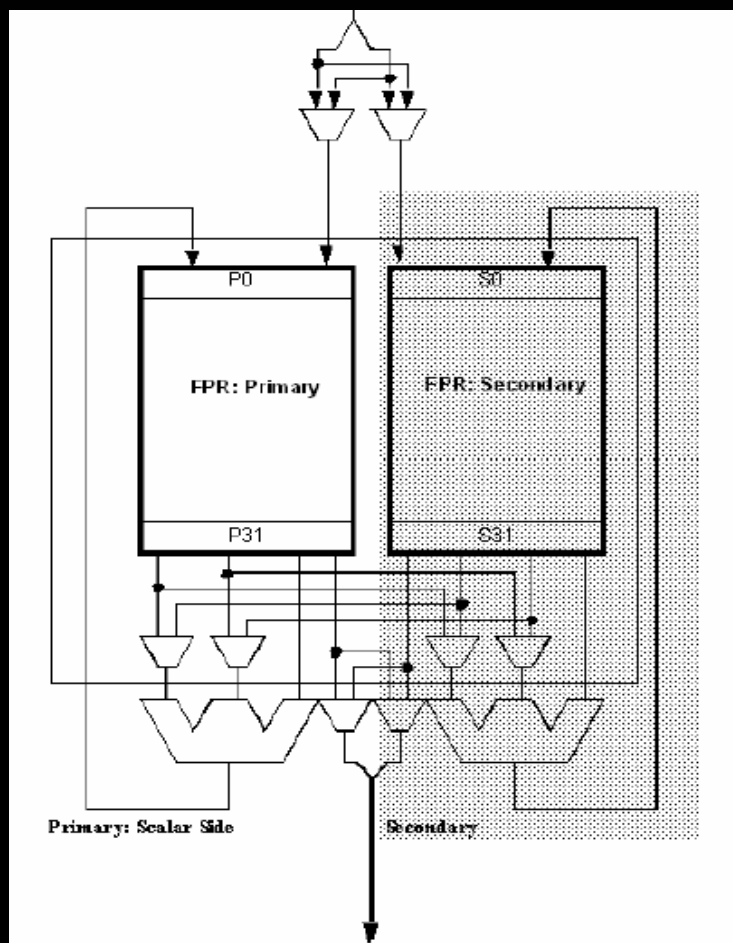 P0
S0
FPR: Primary
FPR: Secondary
P31
S31
Primary: Scalar Side
Secondary